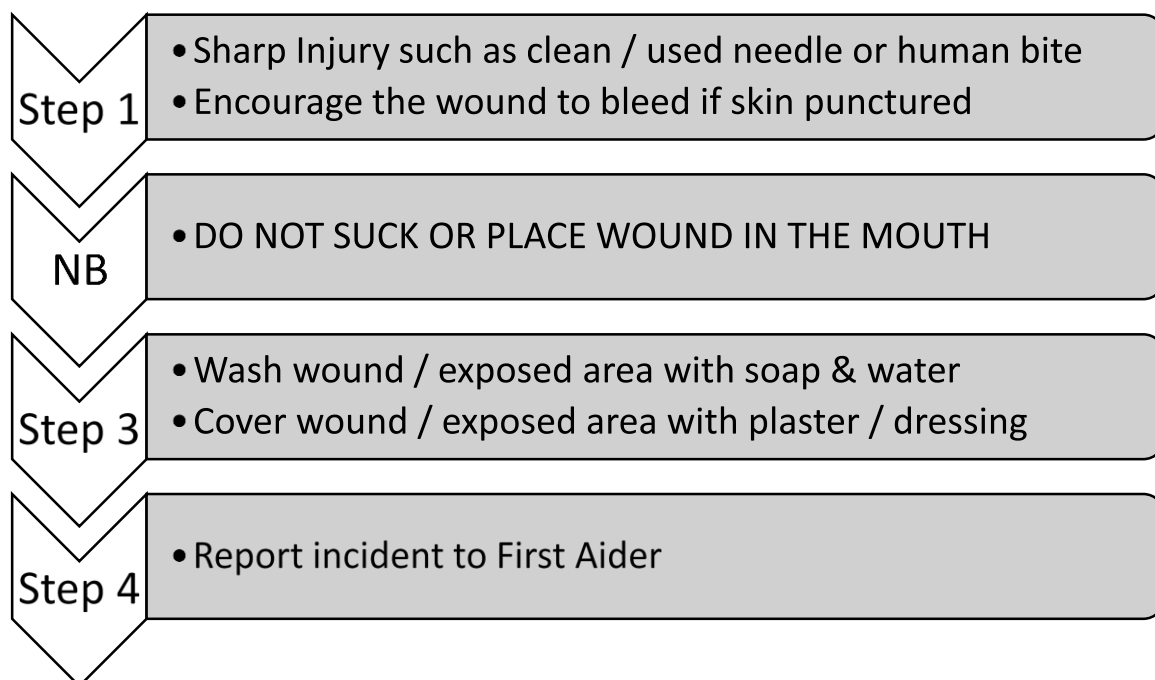 Step 1
• Sharp Injury such as clean / used needle or human bite
• Encourage the wound to bleed if skin punctured
NB
• DO NOT SUCK OR PLACE WOUND IN THE MOUTH
Step 3
• Wash wound / exposed area with soap & water
• Cover wound / exposed area with plaster / dressing
Step 4
• Report incident to First Aider